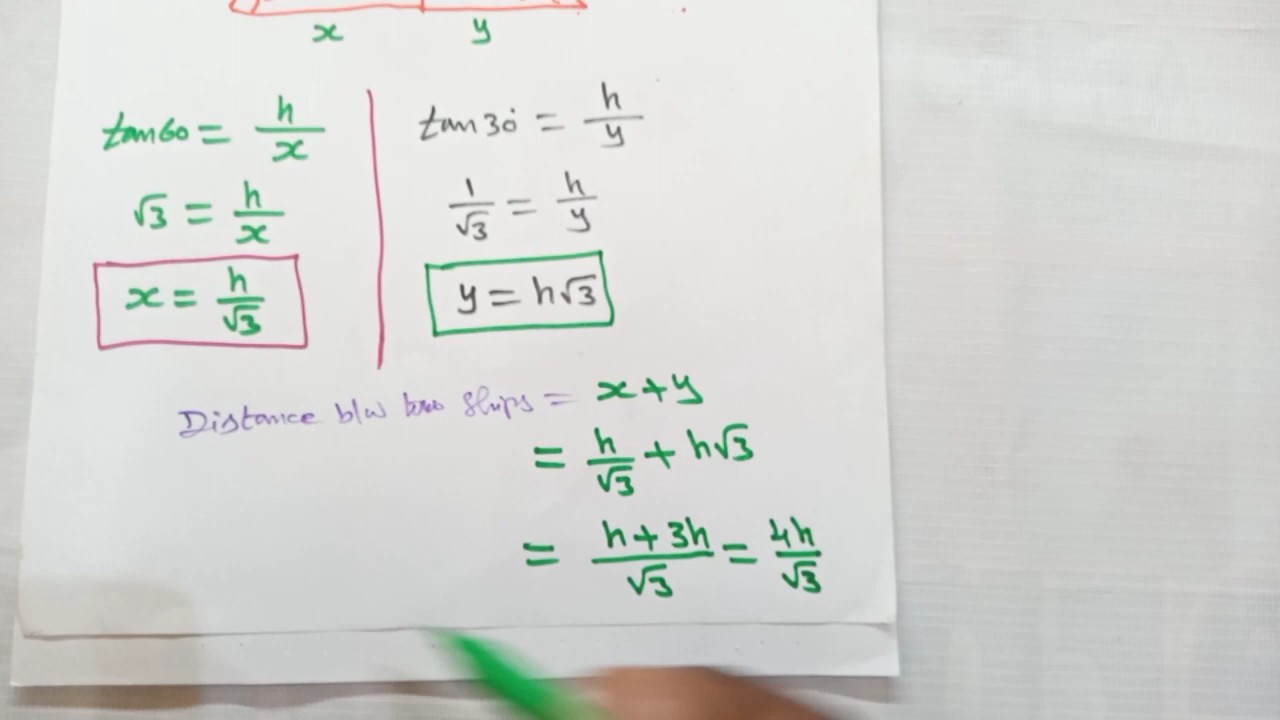 x y
tan60 = h/x
√3 = h/x
x = h/√3
tan30° = h/y
1/√3 = h/y
y = h√3
Distance b/w two ships = x+y
= h/√3 + h√3
= h+3h/√3 = 4h/√3